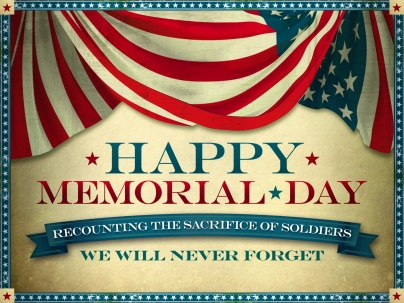 HAPPY
MEMORIAL DAY
RECOUNTING THE SACRIFICE OF SOLDIERS
WE WILL NEVER FORGET